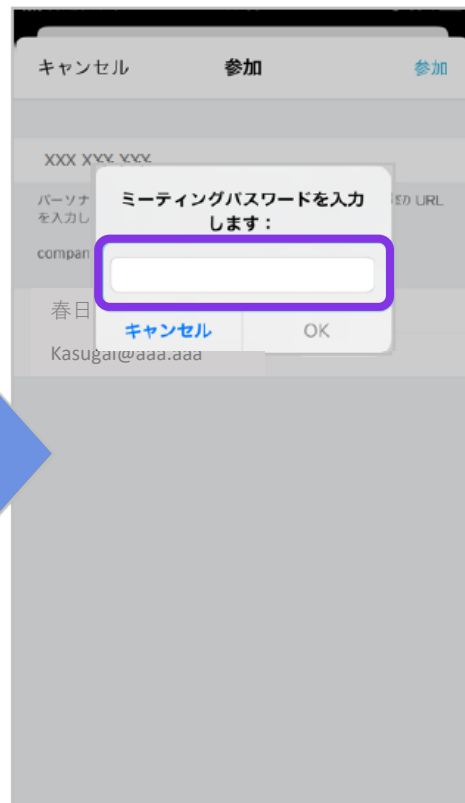 キャンセル 参加 参加
XXX XXX XXX
ミーティングパスワードを入力
します：
パーソナ URL
を入力し
compan
春日
キャンセル OK
Kasugai@aaa.aaa